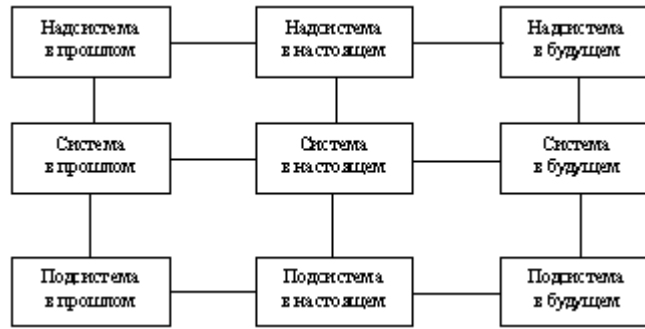 Надсистема
в прошлом
Надсистема
в настоящем
Надсистема
в будущем
Система
в прошлом
Система
в настоящем
Система
в будущем
Подсистема
в прошлом
Подсистема
в настоящем
Подсистема
в будущем